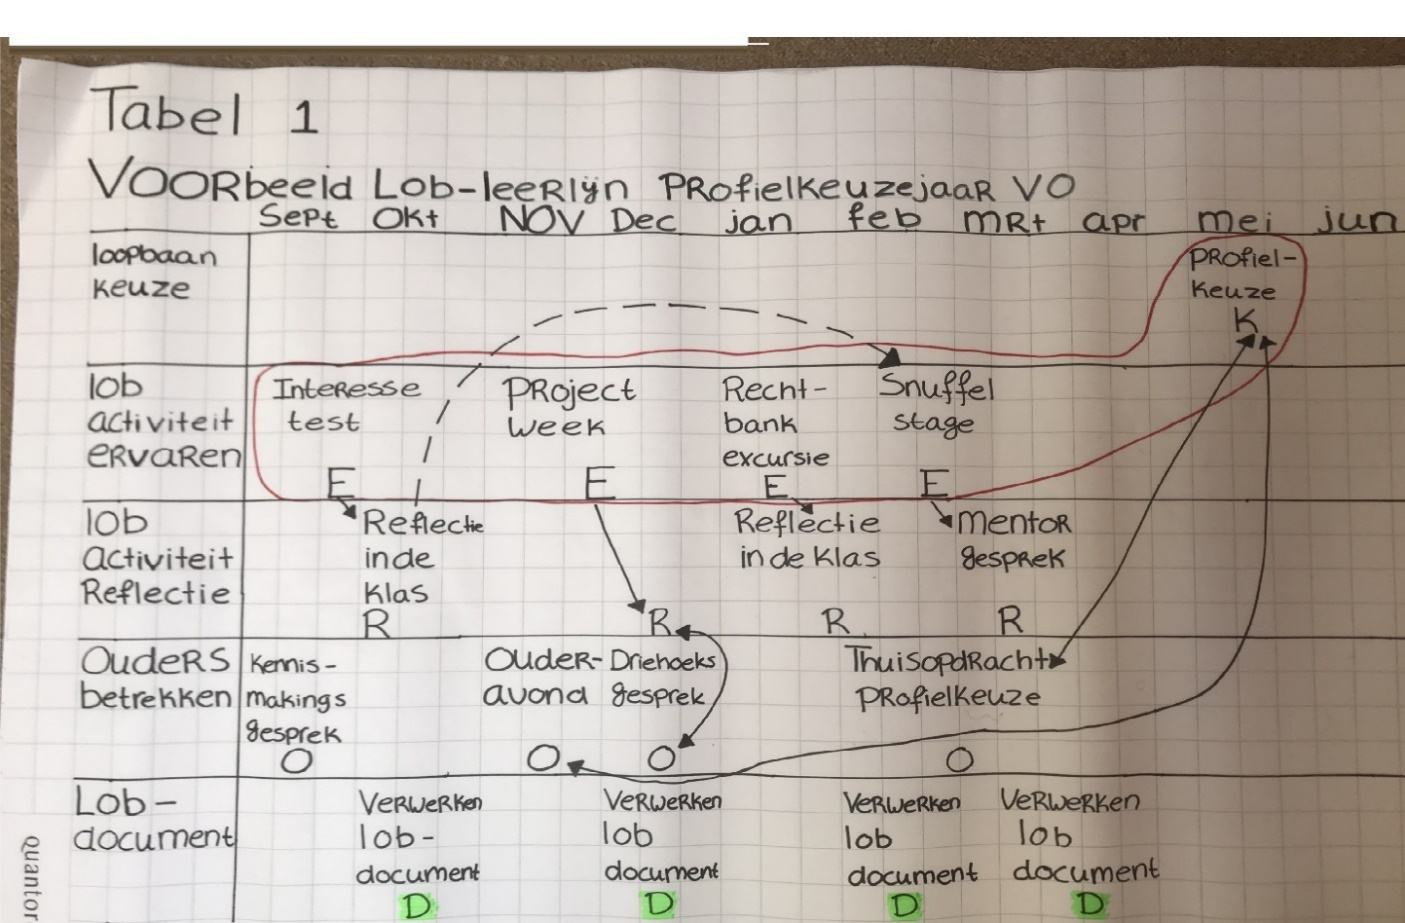 Tabel 1
VOORbeeld Lob-leeRlijn PRofielkeuzejaaR VO
Sept Okt NOV Dec jan feb MRt apr mei jun
loopbaan
keuze
PRofiel-
keuze
K
lob
activiteit
eRvaRen
InteResse
test
E
PRoject
week
E
Recht-
bank
excursie
E
Snuffel
stage
E
lob
activiteit
Reflectie
Reflectie
in de
klas
R
R
Reflectie
in de klas
R
mentoR
gespRek
R
OudeRS
betrekken
Kennis-
makings
gesprek
O
OudeR-
avond
O
Driehoeks
gesprek
O
ThuisopdRacht
PRofielkeuze
O
Lob-
document
VeRweRken
lob-
document
D
VeRweRken
lob
document
D
VeRweRken
lob
document
D
VeRweRken
lob
document
D
quantor